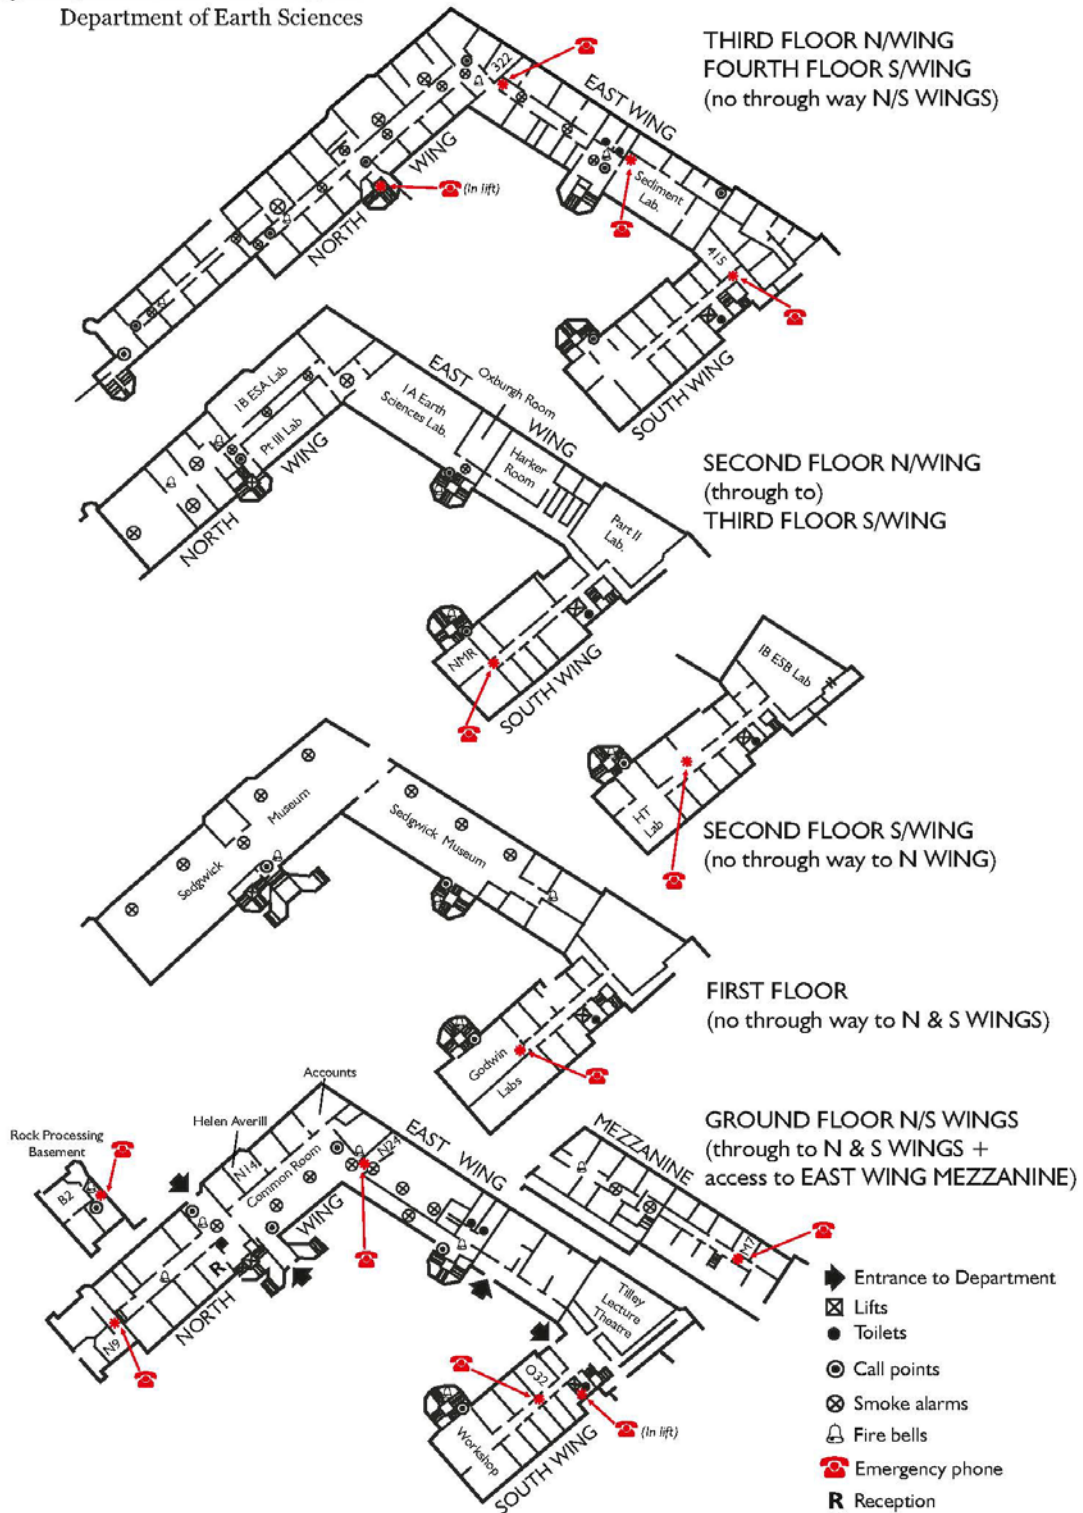 Department of Earth Sciences
THIRD FLOOR N/WING
FOURTH FLOOR S/WING
(no through way N/S WINGS)
322
EAST WING
(In lift)
Sediment
Lab.
NORTH WING
415
SOUTH WING
EAST WING
Oxburgh Room
IB ESA Lab
1A Earth
Sciences Lab.
Pt III Lab
Harker
Room
NORTH WING
Part II
Lab.
SECOND FLOOR N/WING
(through to)
THIRD FLOOR S/WING
NMR
SOUTH WING
IB ESB Lab
HT
Lab
SECOND FLOOR S/WING
(no through way to N WING)
Sedgwick Museum
Sedgwick Museum
FIRST FLOOR
(no through way to N & S WINGS)
Godwin
Labs
Accounts
Helen Averill
Rock Processing
Basement
B2
N14
Common Room
N24
EAST WING
MEZZANINE
GROUND FLOOR N/S WINGS
(through to N & S WINGS +
access to EAST WING MEZZANINE)
M7
R
NORTH WING
N9
Tilley
Lecture
Theatre
O32
Workshop
(In lift)
SOUTH WING
Entrance to Department
Lifts
Toilets
Call points
Smoke alarms
Fire bells
Emergency phone
R Reception